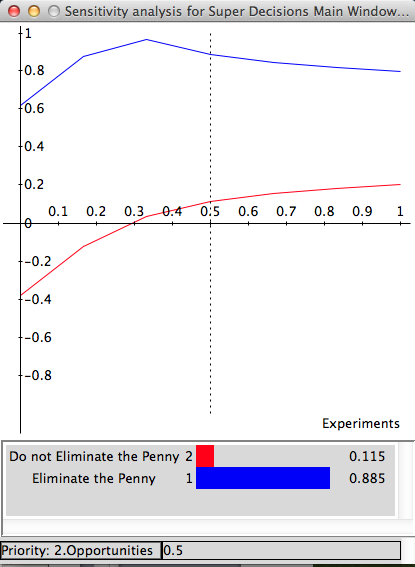 Sensitivity analysis for Super Decisions Main Window...
1
0.8
0.6
0.4
0.2
0.1 0.2 0.3 0.4 0.5 0.6 0.7 0.8 0.9 1
0
-0.2
-0.4
-0.6
-0.8
Experiments
Do not Eliminate the Penny 2 0.115
Eliminate the Penny 1 0.885
Priority: 2.Opportunities 0.5